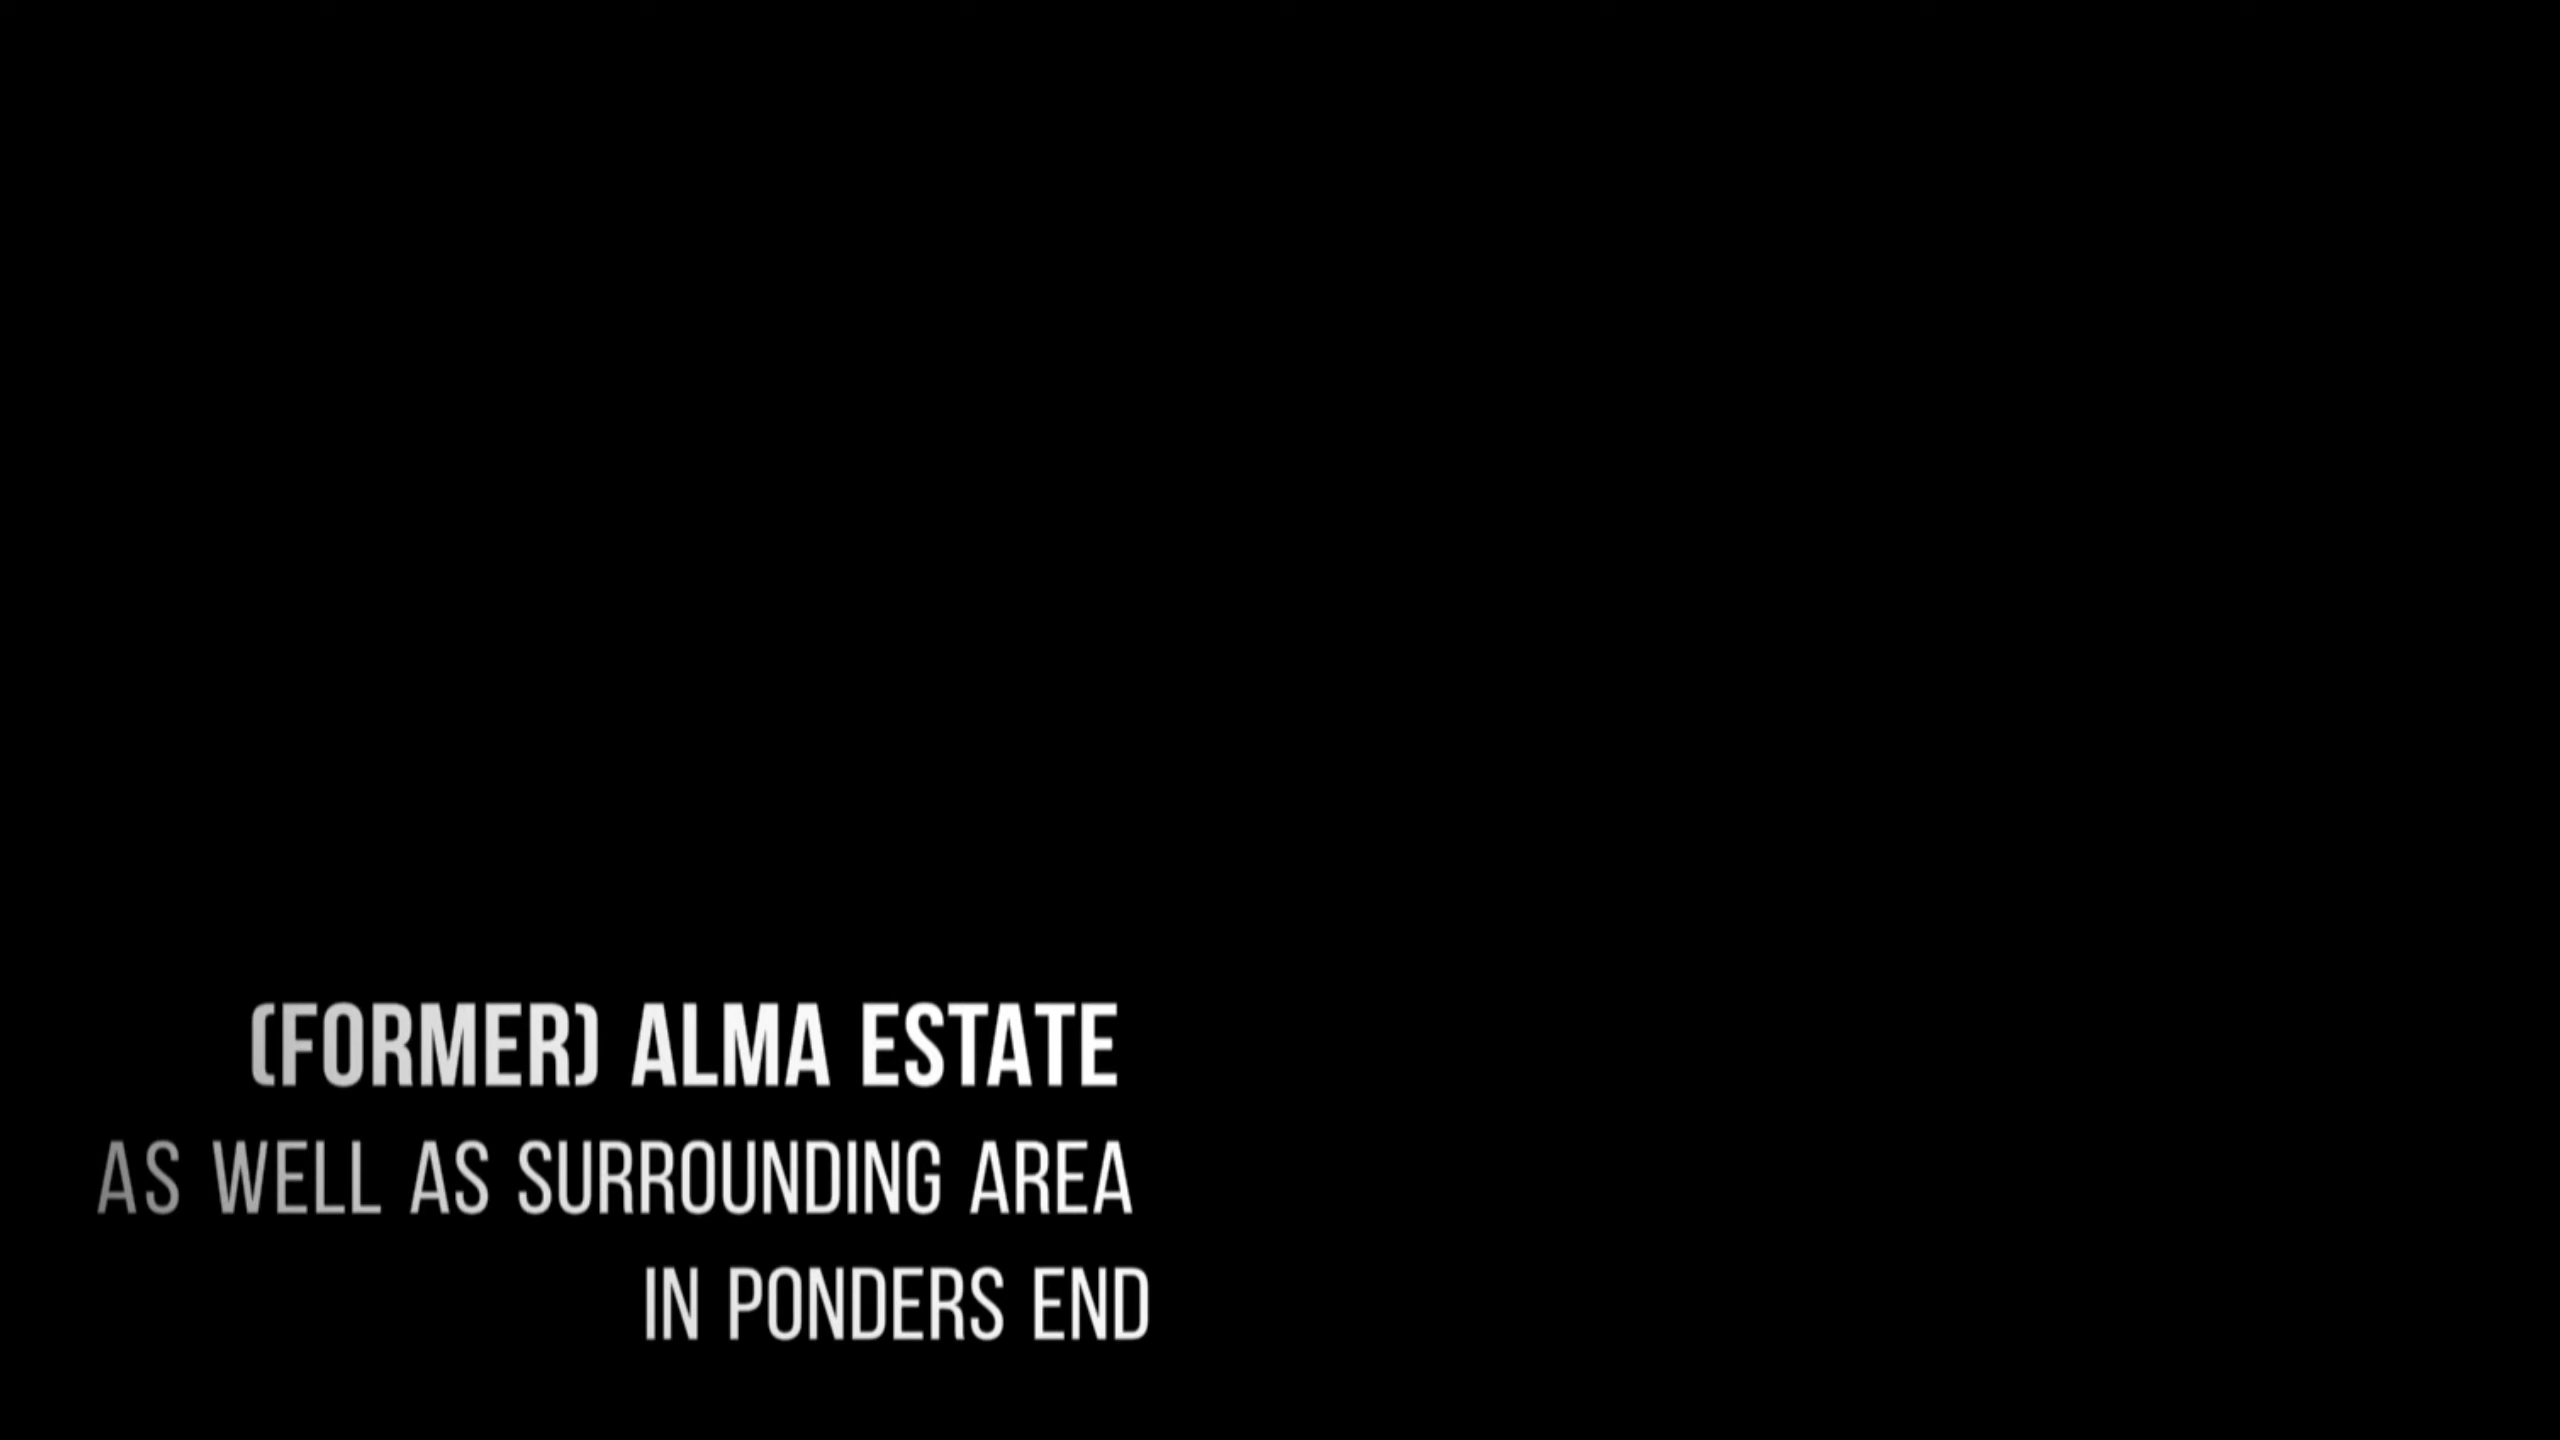 (FORMER) ALMA ESTATE
AS WELL AS SURROUNDING AREA
IN PONDERS END